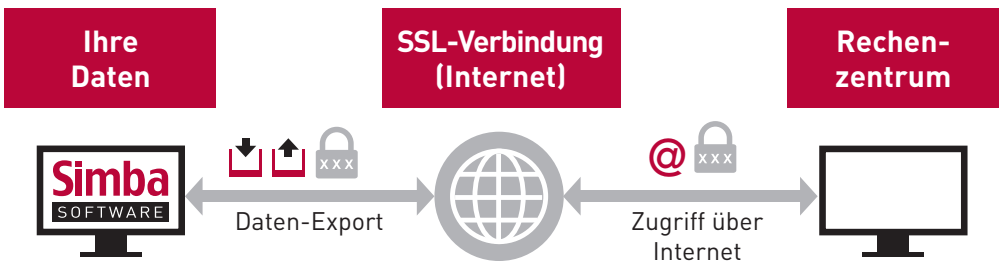 Ihre
Daten
SSL-Verbindung
(Internet)
Rechen-
zentrum
Simba
SOFTWARE
xxx
Daten-Export
@
xxx
Zugriff über
Internet